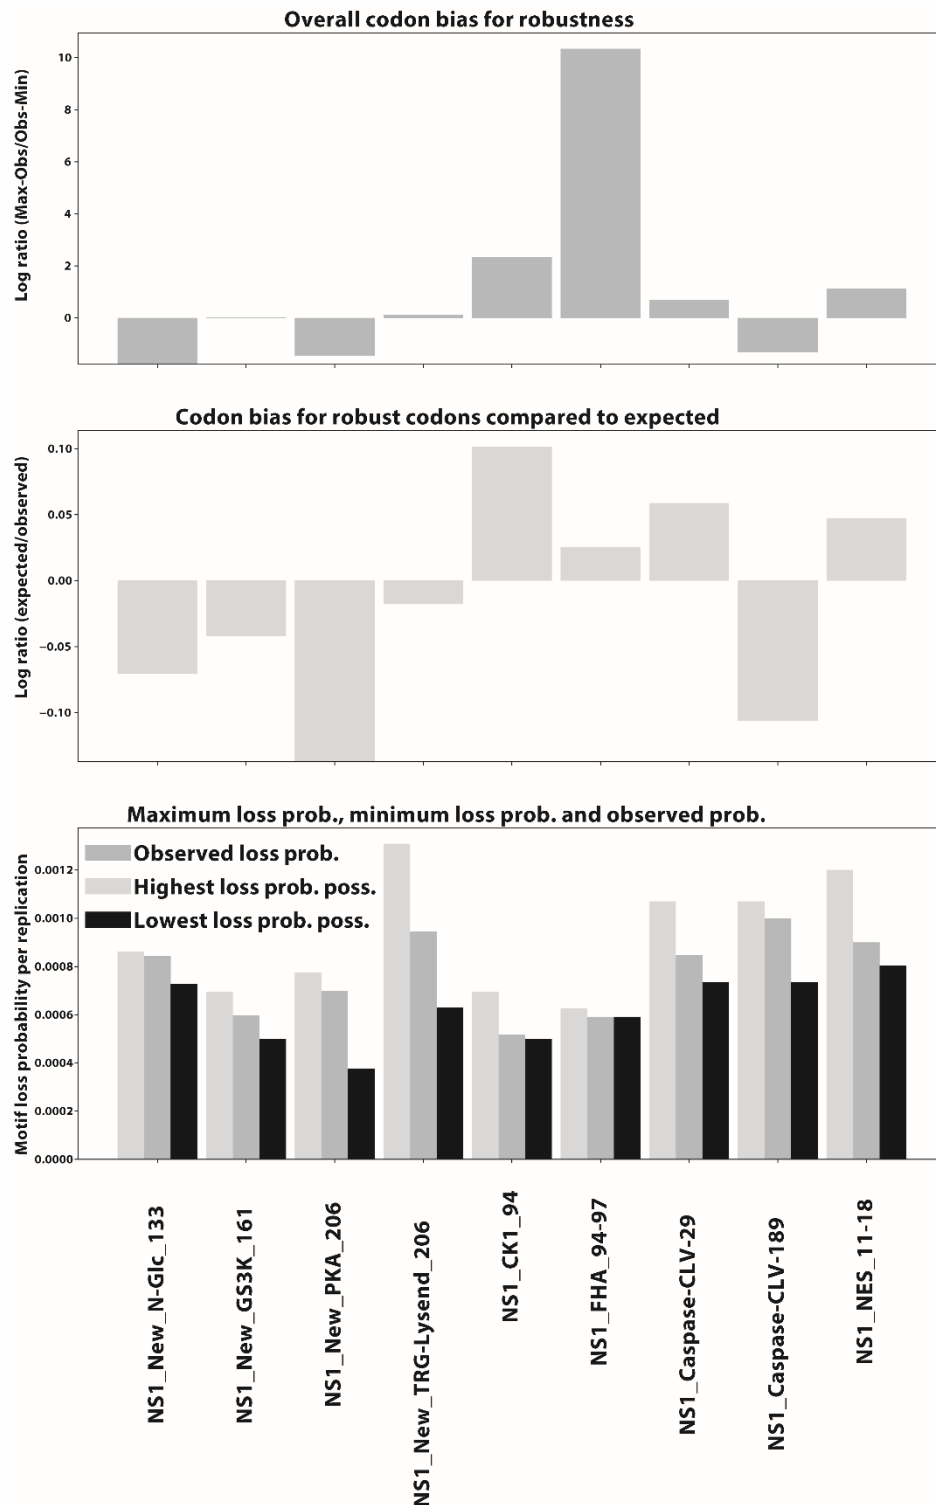 Overall codon bias for robustness
Log ratio (Max-Obs/Obs-Min)
10
8
6
4
2
0
Codon bias for robust codons compared to expected
Log ratio (expected/observed)
0.10
0.05
0.00
−0.05
−0.10
Maximum loss prob., minimum loss prob. and observed prob.
Motif loss probability per replication
Observed loss prob.
Highest loss prob. poss.
Lowest loss prob. poss.
0.0012
0.0010
0.0008
0.0006
0.0004
0.0002
0.0000
NS1_New_N-Glc_133
NS1_New_GS3K_161
NS1_New_PKA_206
NS1_New_TRG-Lysend_206
NS1_CK1_94
NS1_FHA_94-97
NS1_Caspase-CLV-29
NS1_Caspase-CLV-189
NS1_NES_11-18